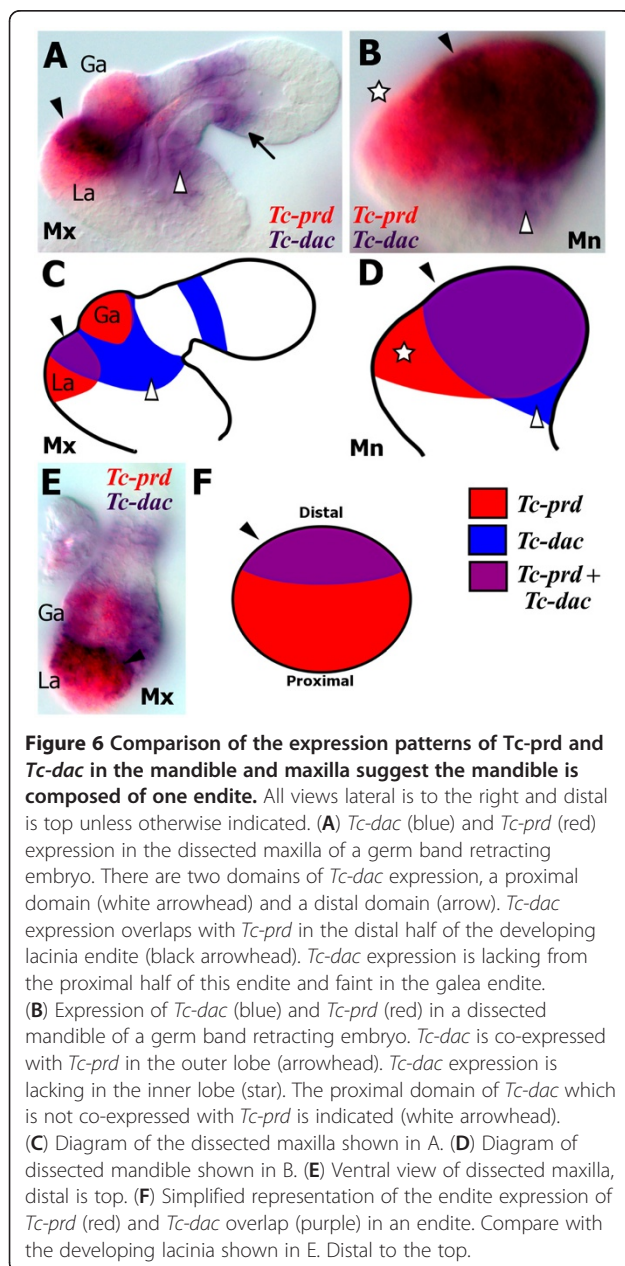 A
Ga
La
Mx
Tc-prd
Tc-dac
B
Tc-prd
Tc-dac
Mn
C
Ga
La
Mx
D
Mn
E
Tc-prd
Tc-dac
Ga
La
Mx
F
Distal
Proximal
Tc-prd
Tc-dac
Tc-prd +
Tc-dac
Figure 6 Comparison of the expression patterns of Tc-prd and
Tc-dac in the mandible and maxilla suggest the mandible is
composed of one endite. All views lateral is to the right and distal
is top unless otherwise indicated. (A) Tc-dac (blue) and Tc-prd (red)
expression in the dissected maxilla of a germ band retracting
embryo. There are two domains of Tc-dac expression, a proximal
domain (white arrowhead) and a distal domain (arrow). Tc-dac
expression overlaps with Tc-prd in the distal half of the developing
lacinia endite (black arrowhead). Tc-dac expression is lacking from
the proximal half of this endite and faint in the galea endite.
(B) Expression of Tc-dac (blue) and Tc-prd (red) in a dissected
mandible of a germ band retracting embryo. Tc-dac is co-expressed
with Tc-prd in the outer lobe (arrowhead). Tc-dac expression is
lacking in the inner lobe (star). The proximal domain of Tc-dac which
is not co-expressed with Tc-prd is indicated (white arrowhead).
(C) Diagram of the dissected maxilla shown in A. (D) Diagram of
dissected mandible shown in B. (E) Ventral view of dissected maxilla,
distal is top. (F) Simplified representation of the endite expression of
Tc-prd (red) and Tc-dac overlap (purple) in an endite. Compare with
the developing lacinia shown in E. Distal to the top.